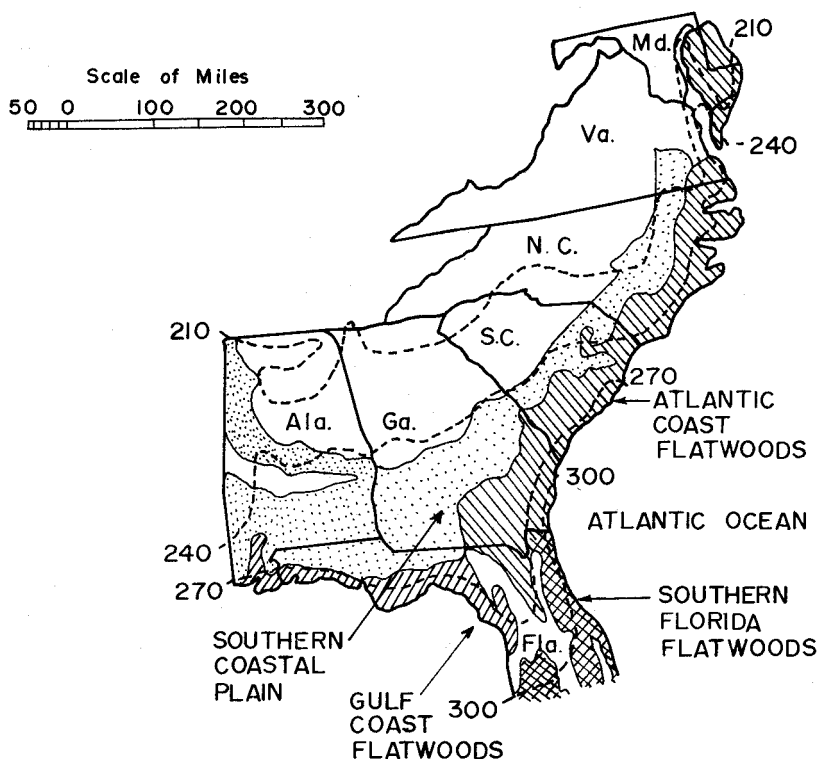 Scale of Miles
50 0 100 200 300
Md.
210
Va.
240
N. C.
210
S.C.
270
Ala.
Ga.
ATLANTIC
COAST
FLATWOODS
300
ATLANTIC OCEAN
240
270
SOUTHERN
COASTAL
PLAIN
Fla.
SOUTHERN
FLORIDA
FLATWOODS
GULF
COAST
FLATWOODS
300